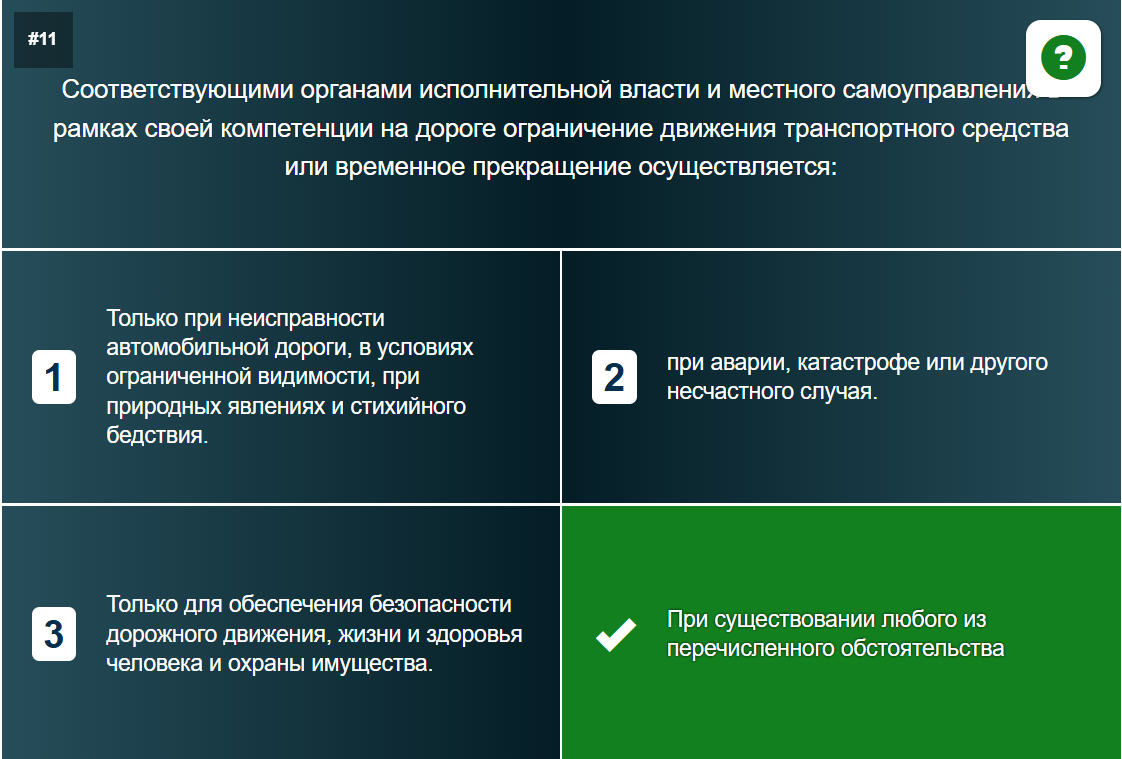 #11
?
Соответствующими органами исполнительной власти и местного самоуправления
рамках своей компетенции на дороге ограничение движения транспортного средства
или временное прекращение осуществляется:
1
Только при неисправности
автомобильной дороги, в условиях
ограниченной видимости, при
природных явлениях и стихийного
бедствия.
2
при аварии, катастрофе или другого
несчастного случая.
3
Только для обеспечения безопасности
дорожного движения, жизни и здоровья
человека и охраны имущества.
При существовании любого из
перечисленного обстоятельства